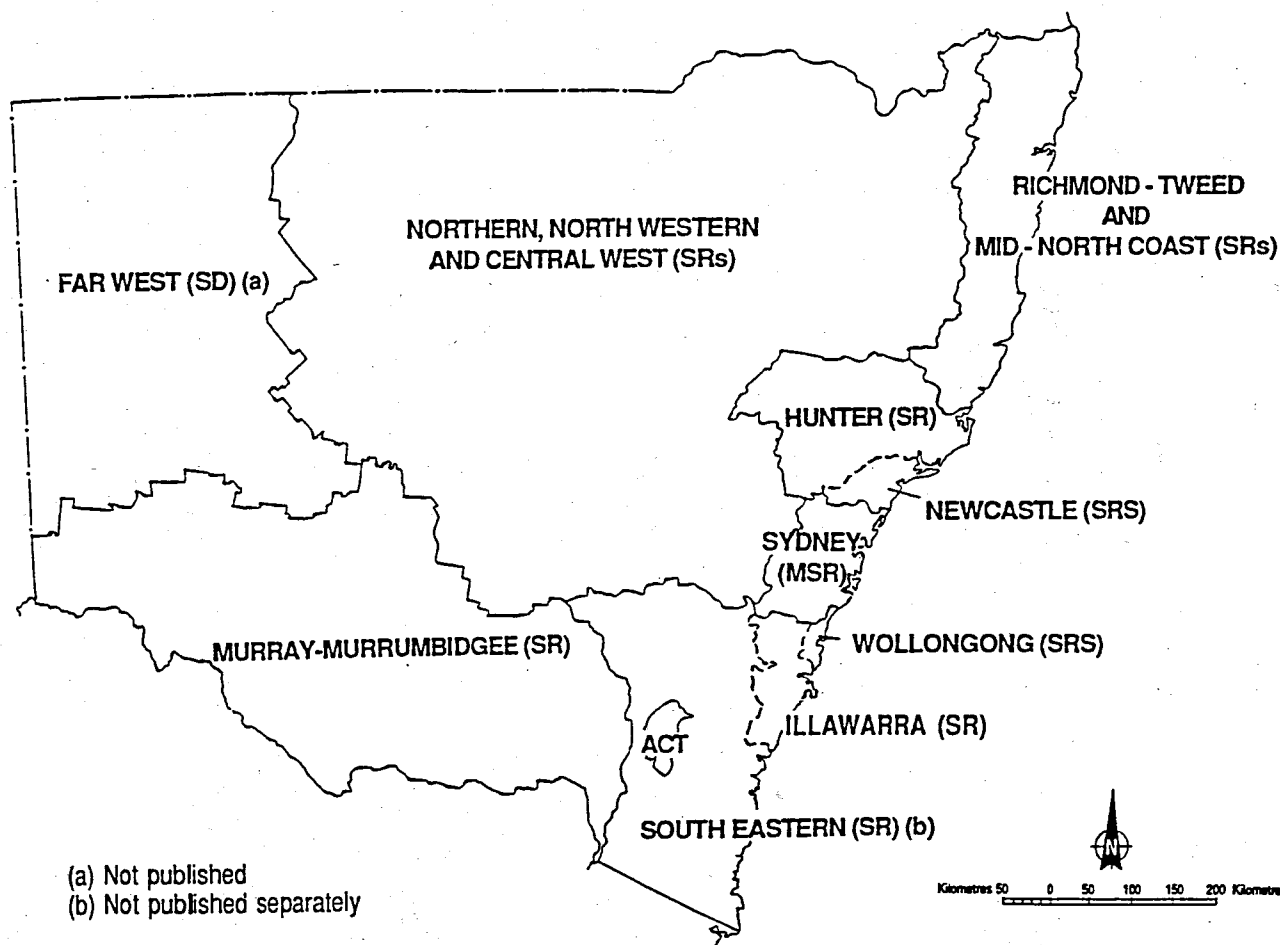 RICHMOND - TWEED
AND
MID - NORTH COAST (SRs)
NORTHERN, NORTH WESTERN
AND CENTRAL WEST (SRs)
FAR WEST (SD) (a)
HUNTER (SR)
NEWCASTLE (SRS)
SYDNEY
(MSR)
MURRAY-MURRUMBIDGEE (SR)
WOLLONGONG (SRS)
ILLAWARRA (SR)
ACT
SOUTH EASTERN (SR) (b)
N
(a) Not published
(b) Not published separately
Kilometres 50 0 50 100 150 200 Kilometre